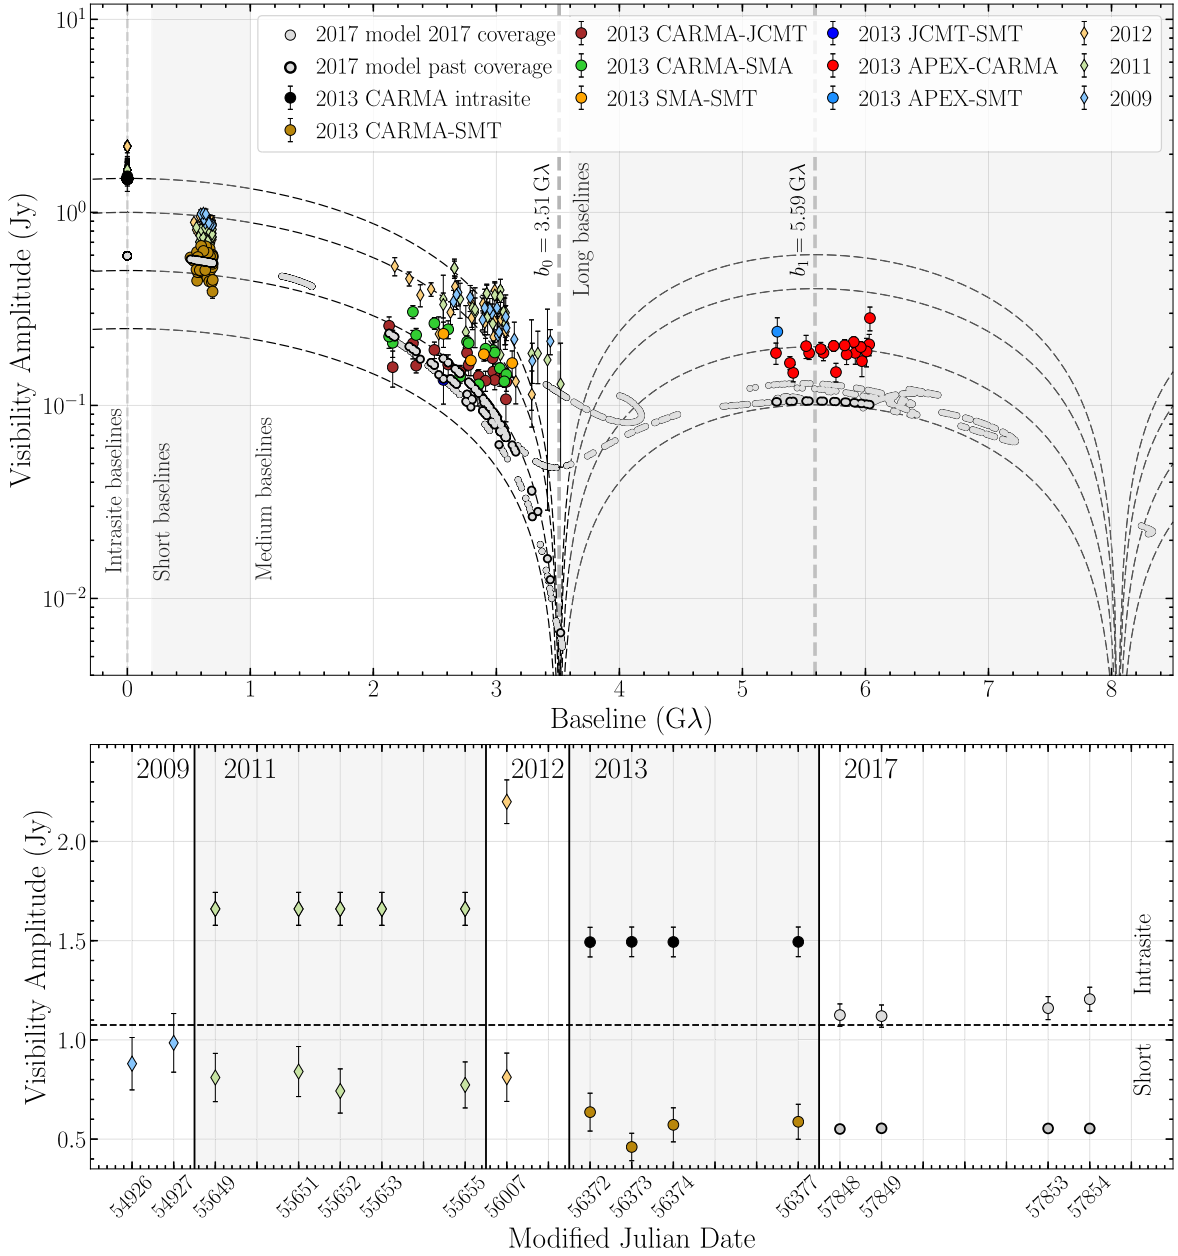 2017 model 2017 coverage
2017 model past coverage
2013 CARMA intrasite
2013 CARMA-SMT
2013 CARMA-JCMT
2013 CARMA-SMA
2013 SMA-SMT
2013 JCMT-SMT
2013 APEX-CARMA
2013 APEX-SMT
2012
2011
2009
Visibility Amplitude (Jy)
10¹
10⁰
10⁻¹
10⁻²
Intrasite baselines
Short baselines
Medium baselines
b₀ = 3.51 Gλ
Long baselines
b₁ = 5.59 Gλ
0 1 2 3 4 5 6 7 8
Baseline (Gλ)
2009 2011 2012 2013 2017
Visibility Amplitude (Jy)
2.0
1.5
1.0
0.5
Intrasite
Short
54926 54927 55649 55651 55652 55653 55655 56007 56372 56373 56374 56377 57848 57849 57853 57854
Modified Julian Date